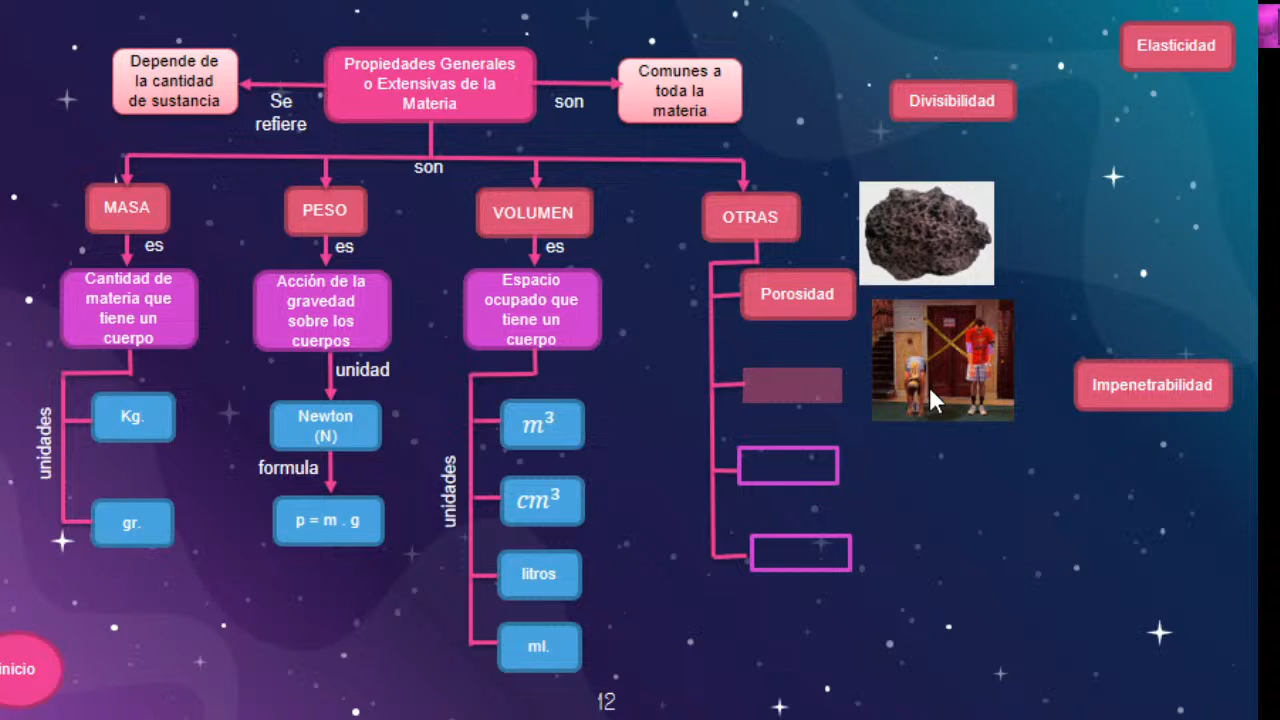 Elasticidad
Depende de
la cantidad
de sustancia
Se
refiere
Propiedades Generales
o Extensivas de la
Materia
son
Comunes a
toda la
materia
Divisibilidad
son
MASA
PESO
VOLUMEN
OTRAS
es
es
es
Cantidad de
materia que
tiene un
cuerpo
Acción de la
gravedad
sobre los
cuerpos
Espacio
ocupado que
tiene un
cuerpo
Porosidad
unidad
Impenetrabilidad
unidades
Kg.
gr.
Newton
(N)
formula
p = m . g
unidades
m³
cm³
litros
ml.
inicio
12